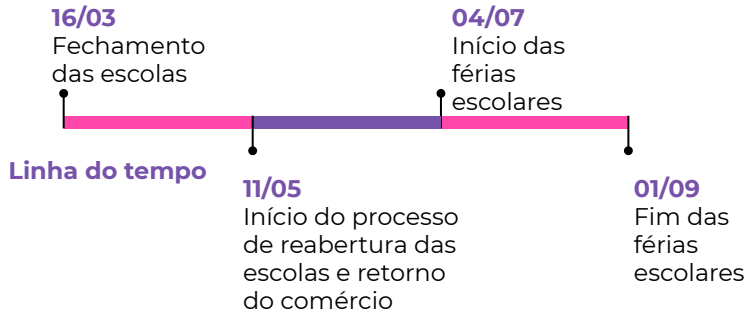 16/03
Fechamento
das escolas
04/07
Início das
férias
escolares
Linha do tempo
11/05
Início do processo
de reabertura das
escolas e retorno
do comércio
01/09
Fim das
férias
escolares